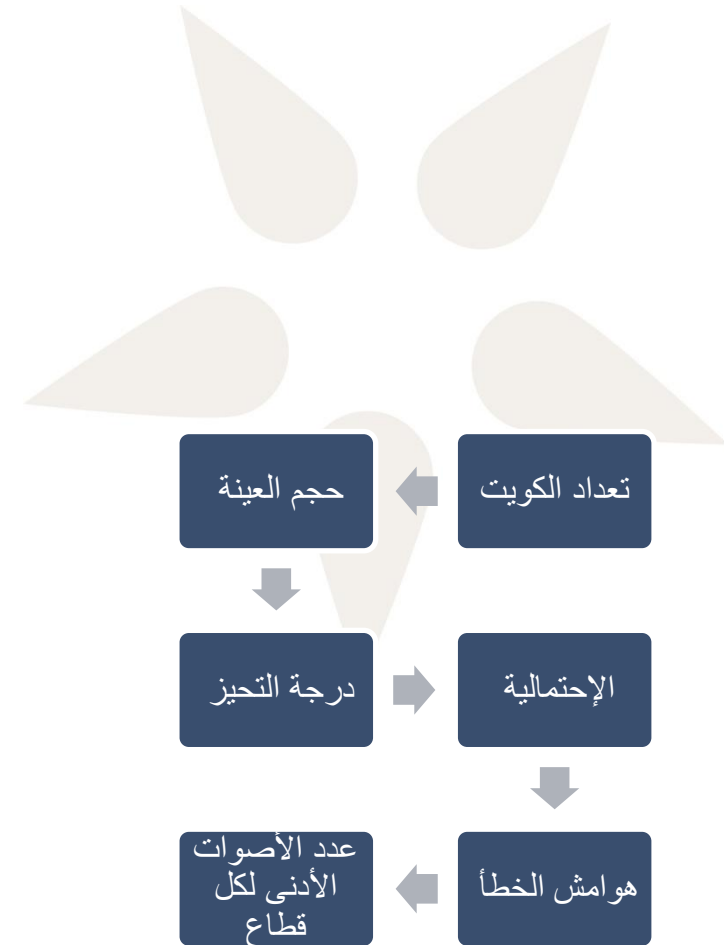 تعداد الكويت
حجم العينة
درجة التحيز
الإحتمالية
هوامش الخطأ
عدد الأصوات
الأدنى لكل
قطاع